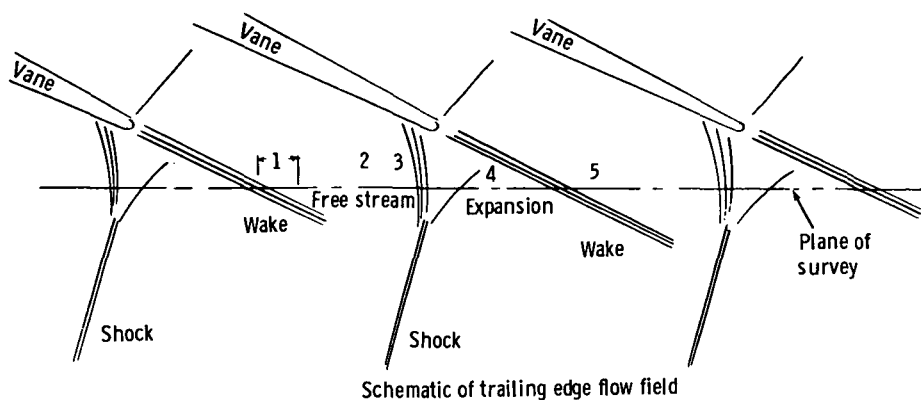 Vane
Vane
Vane
1
2
3
4
5
Free stream
Expansion
Wake
Wake
Plane of
survey
Shock
Shock
Schematic of trailing edge flow field